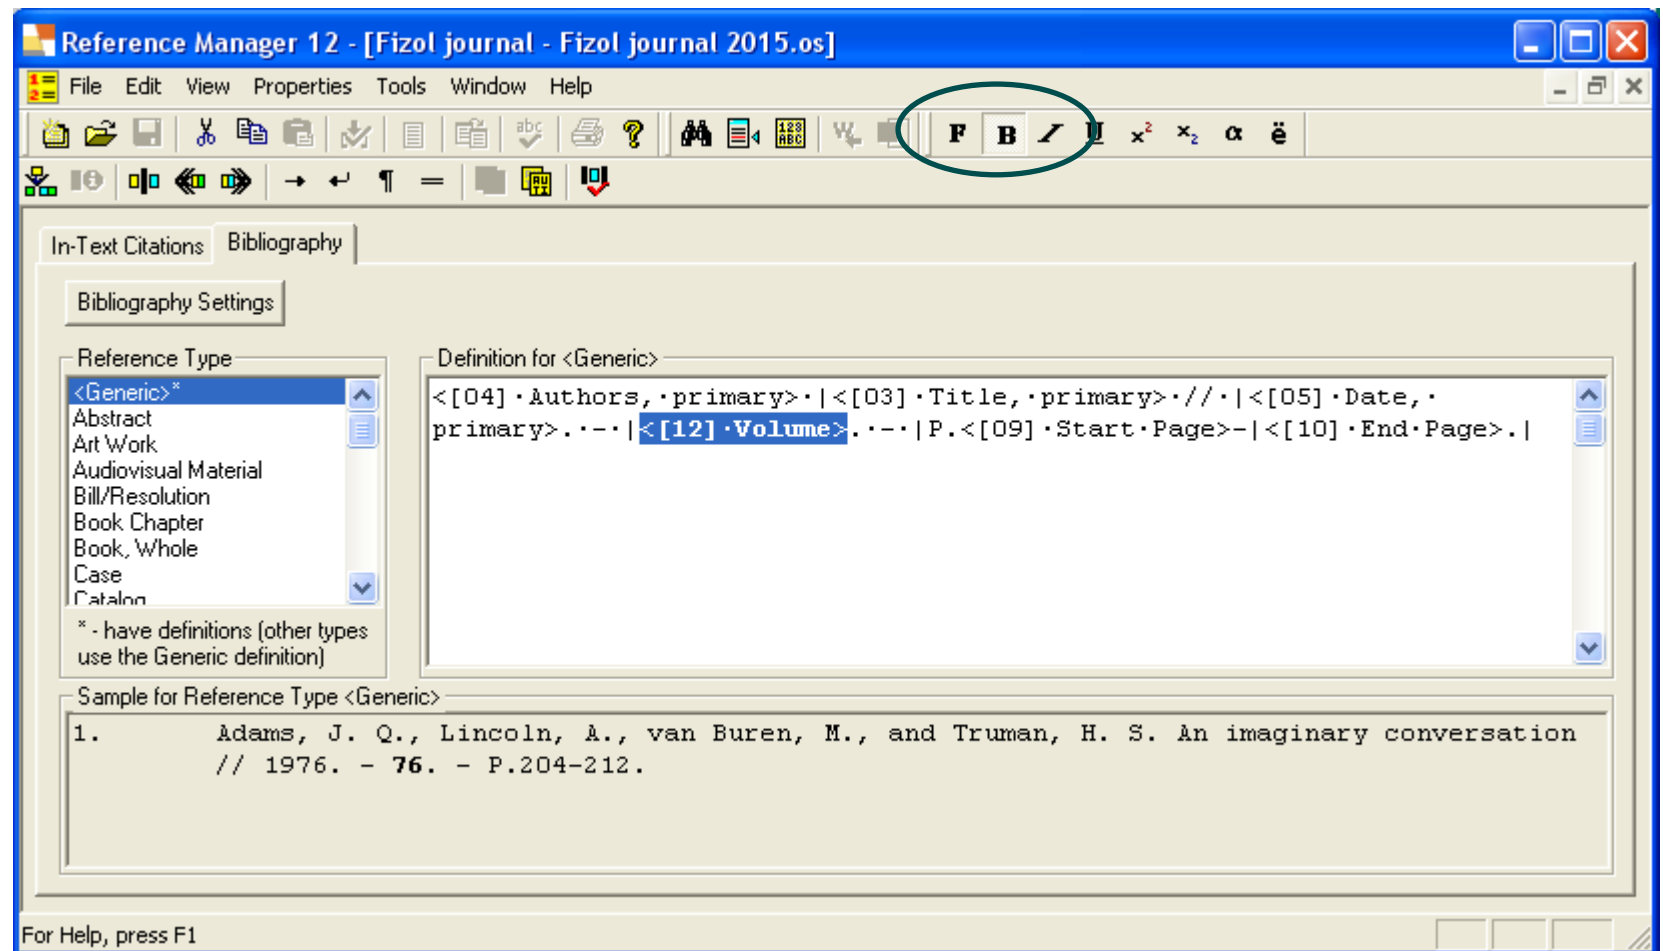 Reference Manager 12 - [Fizol journal - Fizol journal 2015.os]
File Edit View Properties Tools Window Help
F B I U x² x₂ α ë
In-Text Citations Bibliography
Bibliography Settings
Reference Type
<Generic>*
Abstract
Art Work
Audiovisual Material
Bill/Resolution
Book Chapter
Book, Whole
Case
Catalog
* - have definitions (other types
use the Generic definition)
Definition for <Generic>
<[04]·Authors,·primary>·|<[03]·Title,·primary>·//·|<[05]·Date,·
primary>.·-·|<[12]·Volume>.·-·|P.<[09]·Start·Page>-|<[10]·End·Page>.|
Sample for Reference Type <Generic>
1. Adams, J. Q., Lincoln, A., van Buren, M., and Truman, H. S. An imaginary conversation
// 1976. - 76. - P.204-212.
For Help, press F1